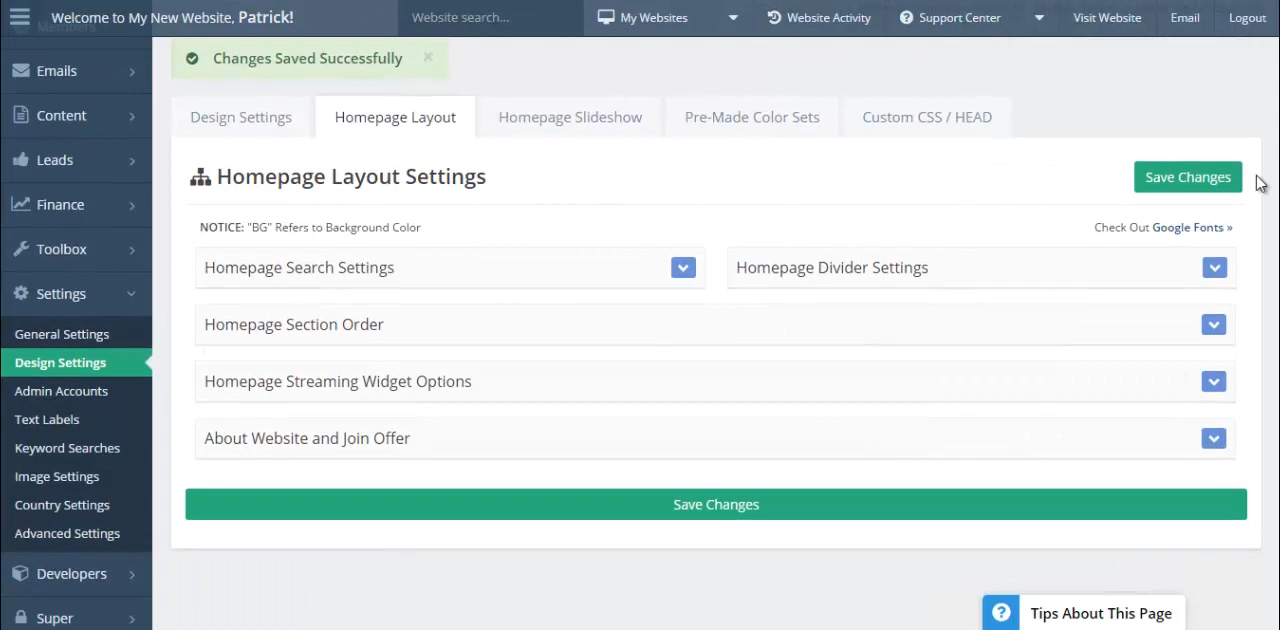 Welcome to My New Website, Patrick!
Website search...
My Websites
Website Activity
Support Center
Visit Website
Email
Logout
Members
Emails
Content
Leads
Finance
Toolbox
Settings
General Settings
Design Settings
Admin Accounts
Text Labels
Keyword Searches
Image Settings
Country Settings
Advanced Settings
Developers
Super
Changes Saved Successfully ×
Design Settings
Homepage Layout
Homepage Slideshow
Pre-Made Color Sets
Custom CSS / HEAD
Homepage Layout Settings
Save Changes
NOTICE: "BG" Refers to Background Color
Check Out Google Fonts »
Homepage Search Settings
Homepage Divider Settings
Homepage Section Order
Homepage Streaming Widget Options
About Website and Join Offer
Save Changes
Tips About This Page